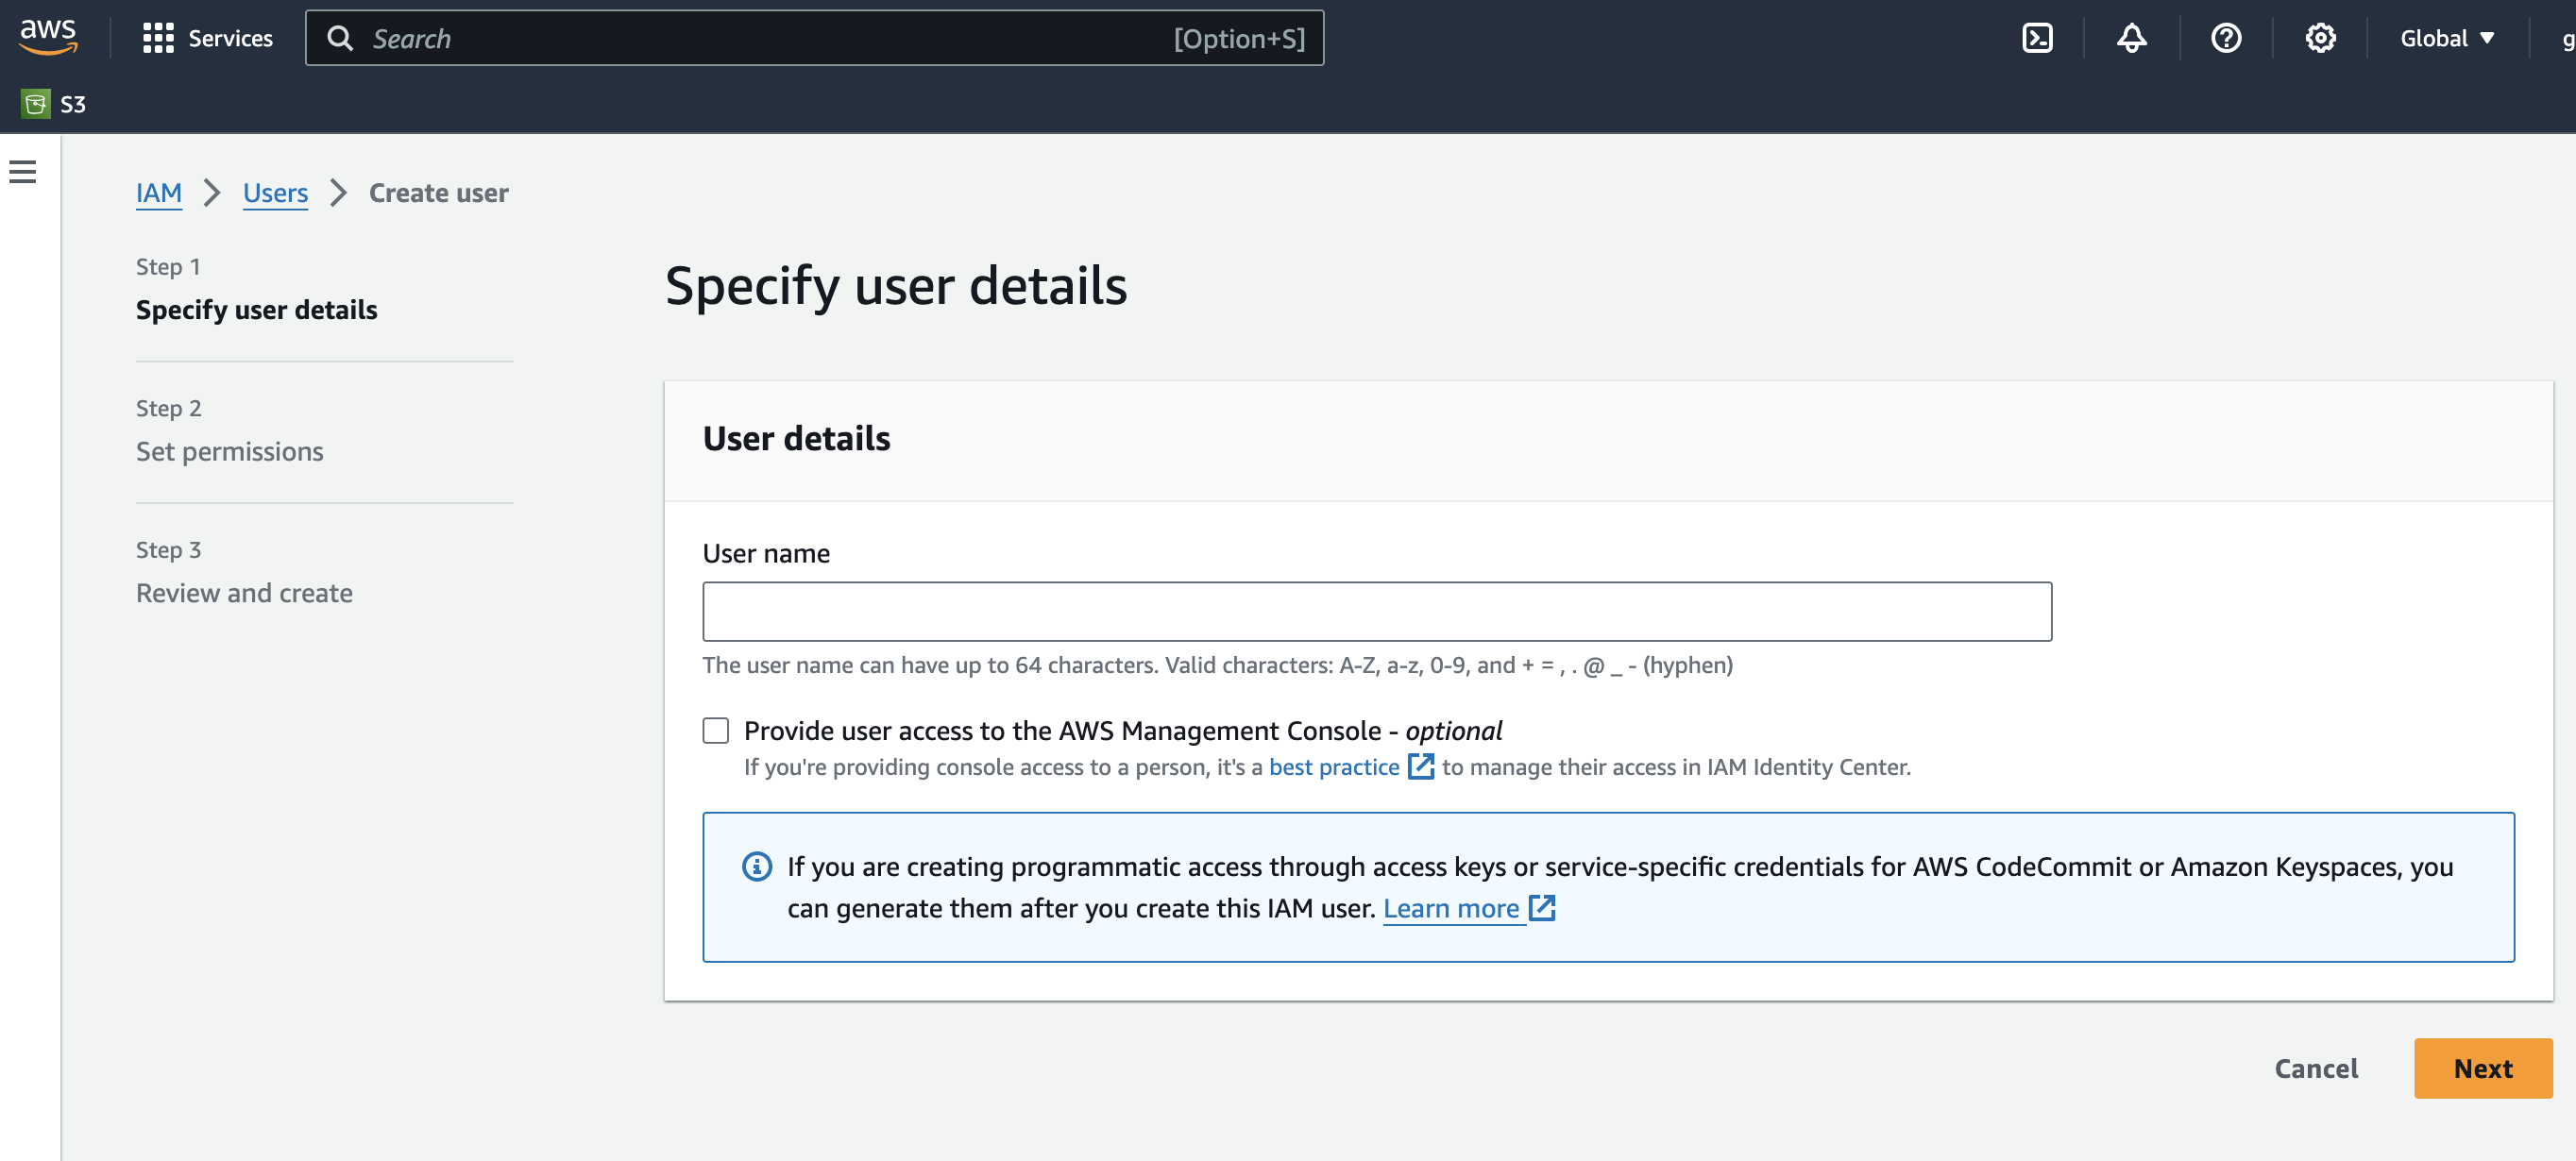 aws
Services
Search
[Option+S]
Global
S3
IAM
Users
Create user
Step 1
Specify user details
Step 2
Set permissions
Step 3
Review and create
Specify user details
User details
User name
The user name can have up to 64 characters. Valid characters: A-Z, a-z, 0-9, and + = , . @ _ - (hyphen)
Provide user access to the AWS Management Console - optional
If you're providing console access to a person, it's a best practice to manage their access in IAM Identity Center.
If you are creating programmatic access through access keys or service-specific credentials for AWS CodeCommit or Amazon Keyspaces, you
can generate them after you create this IAM user. Learn more
Cancel
Next